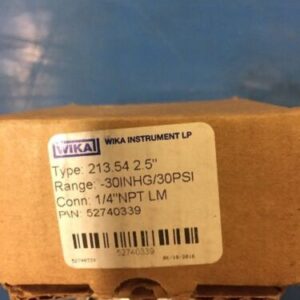 WIKA WIKA INSTRUMENT LP
Type: 213.54 2.5"
Range: -30INHG/30PSI
Conn: 1/4"NPT LM
P/N: 52740339
52740339 52740339